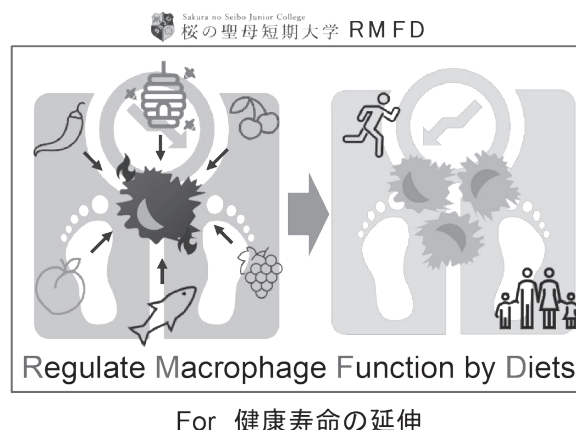 Sakura no Seibo Junior College
桜の聖母短期大学 RMFD
Regulate Macrophage Function by Diets
For 健康寿命の延伸